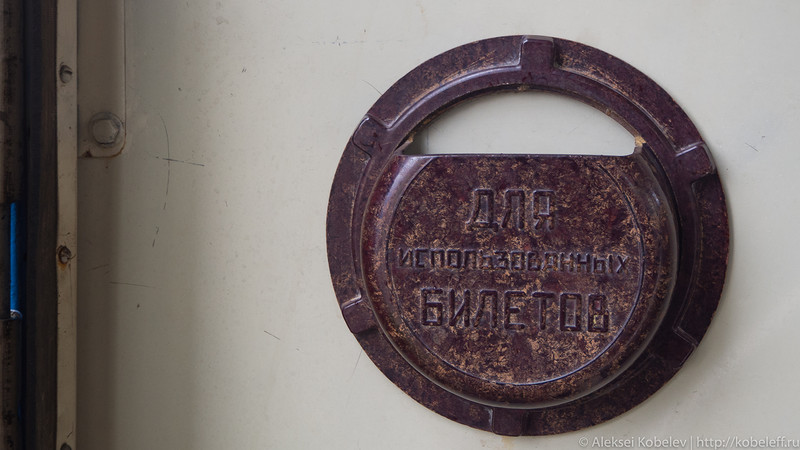 ДЛЯ
ИСПОЛЬЗОВАННЫХ
БИЛЕТОВ
© Aleksei Kobelev | http://kobeleff.ru